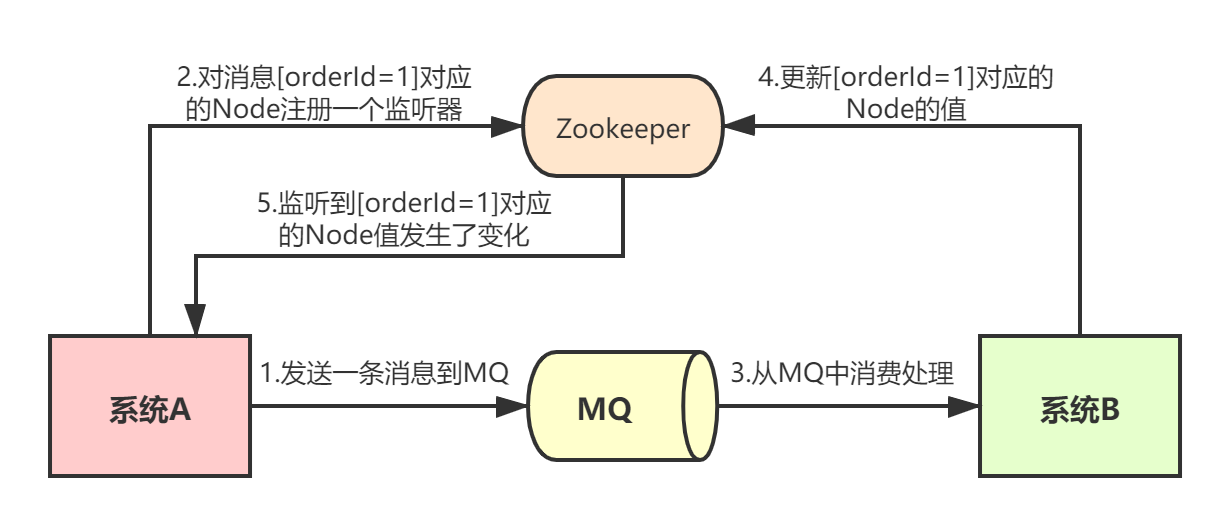 2.对消息[orderId=1]对应
的Node注册一个监听器
4.更新[orderId=1]对应的
Node的值
Zookeeper
5.监听到[orderId=1]对应
的Node值发生了变化
1.发送一条消息到MQ
3.从MQ中消费处理
系统A
MQ
系统B